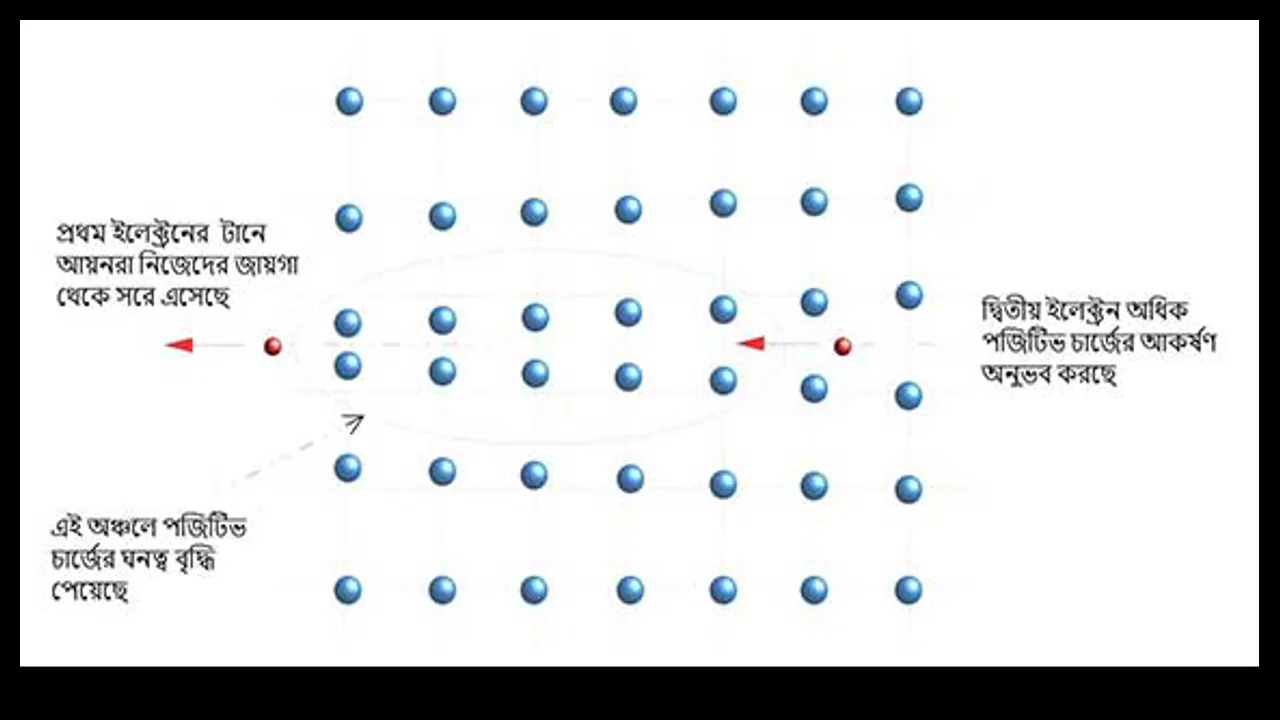 প্রথম ইলেক্ট্রনের টানে
আয়নরা নিজেদের জায়গা
থেকে সরে এসেছে
দ্বিতীয় ইলেক্ট্রন অধিক
পজিটিভ চার্জের আকর্ষণ
অনুভব করছে
এই অঞ্চলে পজিটিভ
চার্জের ঘনত্ব বৃদ্ধি
পেয়েছে